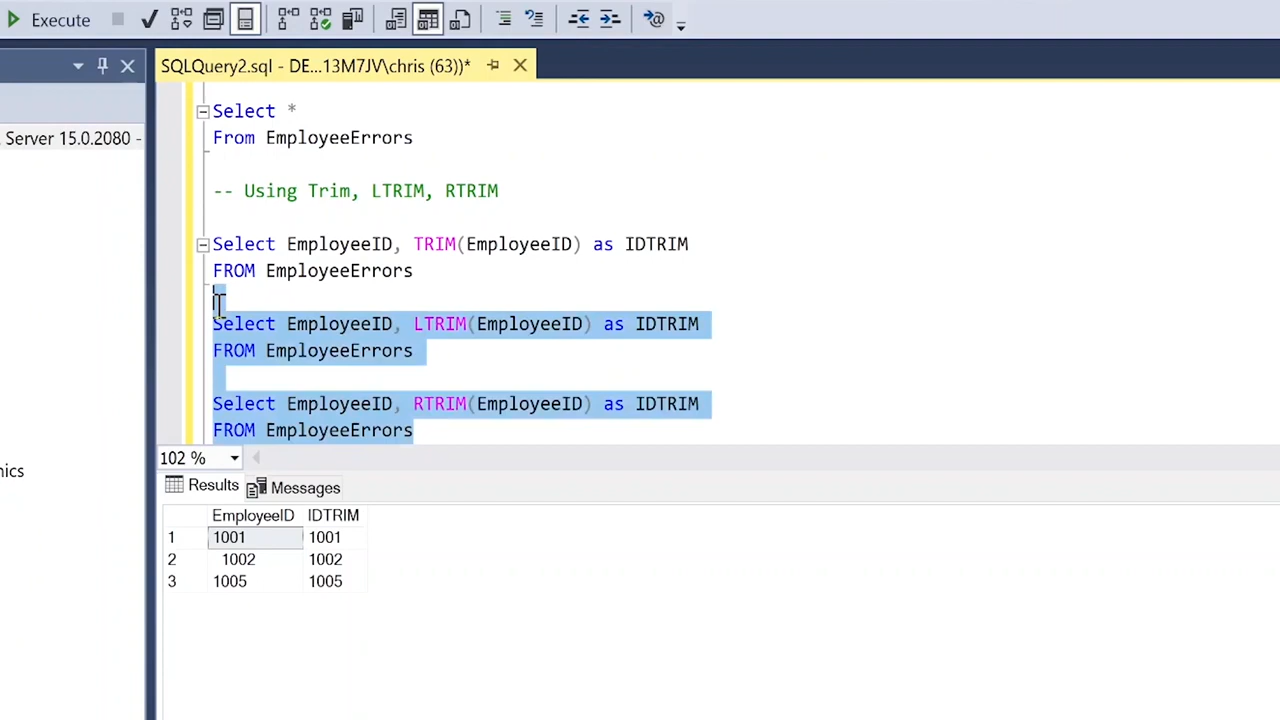 Execute
SQLQuery2.sql - DE...13M7JV\chris (63))*
Server 15.0.2080 -
Select *
From EmployeeErrors
-- Using Trim, LTRIM, RTRIM
Select EmployeeID, TRIM(EmployeeID) as IDTRIM
FROM EmployeeErrors
Select EmployeeID, LTRIM(EmployeeID) as IDTRIM
FROM EmployeeErrors
Select EmployeeID, RTRIM(EmployeeID) as IDTRIM
FROM EmployeeErrors
102 %
nics
Results Messages
EmployeeID IDTRIM
1 1001 1001
2 1002 1002
3 1005 1005